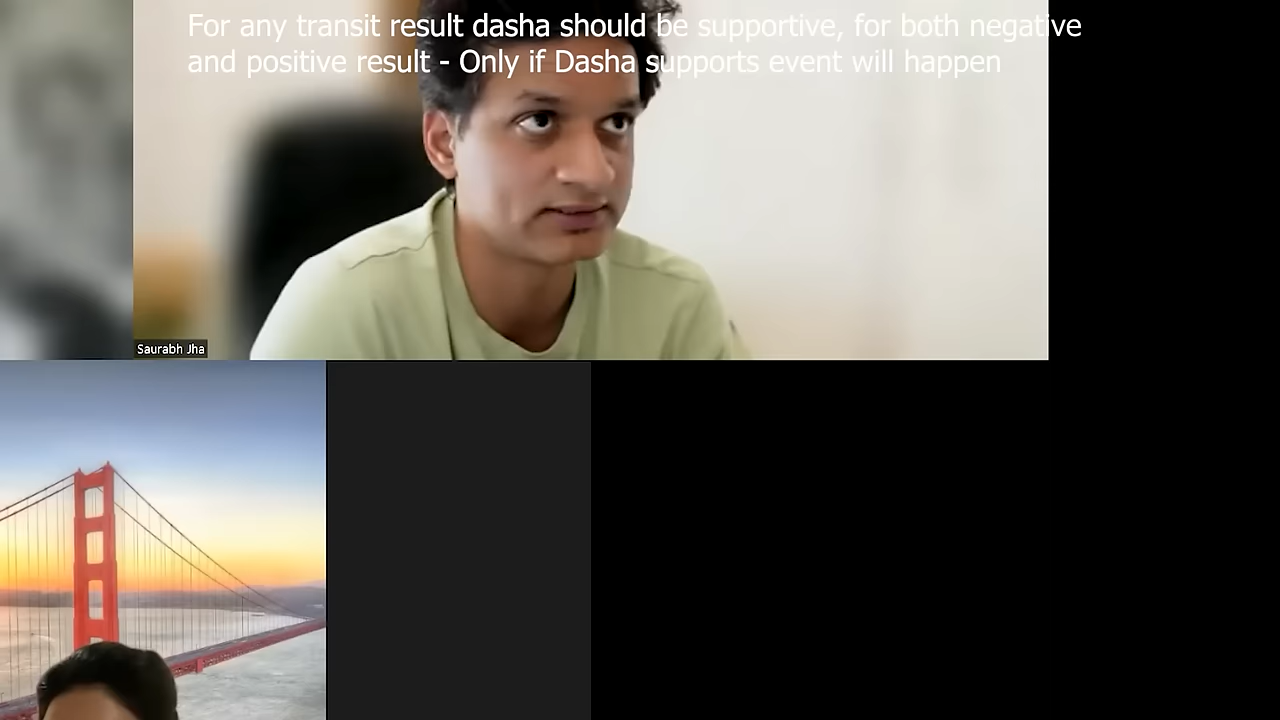 For any transit result dasha should be supportive, for both negative
and positive result - Only if Dasha supports event will happen
Saurabh Jha